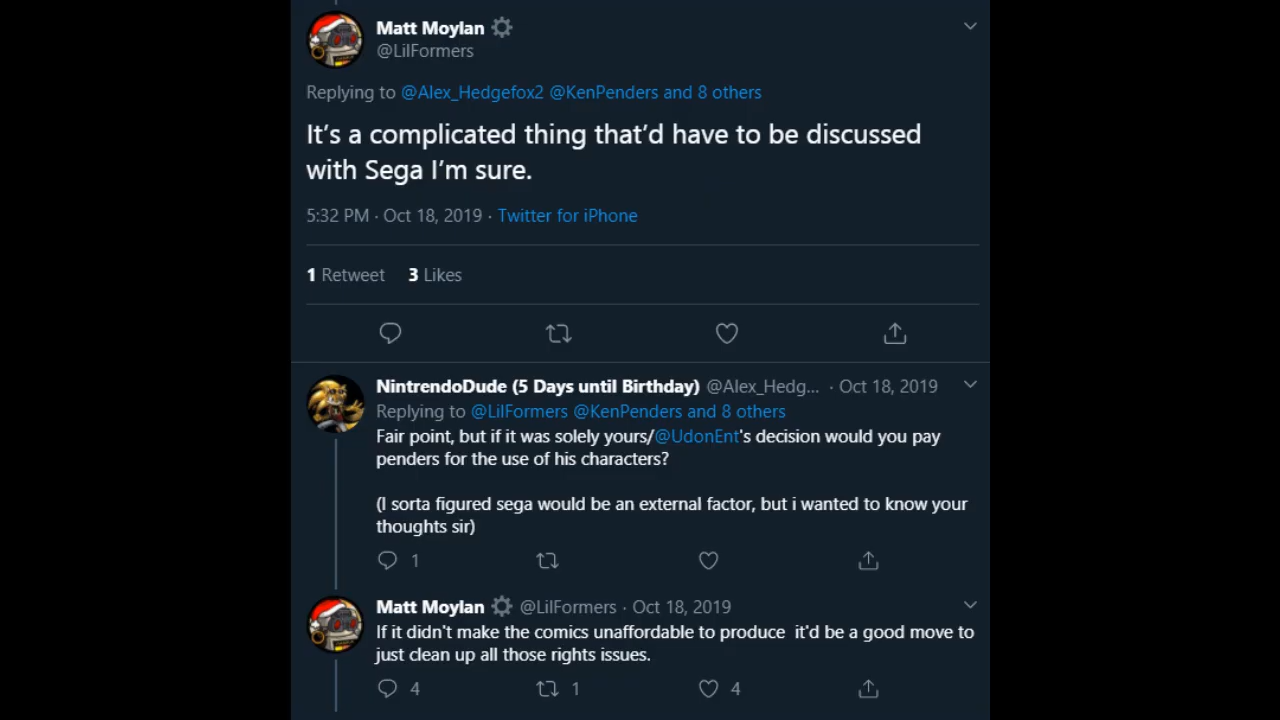 Matt Moylan
@LilFormers
Replying to @Alex_Hedgefox2 @KenPenders and 8 others
It’s a complicated thing that’d have to be discussed
with Sega I’m sure.
5:32 PM · Oct 18, 2019 · Twitter for iPhone
1 Retweet 3 Likes
NintrendoDude (5 Days until Birthday) @Alex_Hedg... · Oct 18, 2019
Replying to @LilFormers @KenPenders and 8 others
Fair point, but if it was solely yours/@UdonEnt's decision would you pay
penders for the use of his characters?
(I sorta figured sega would be an external factor, but i wanted to know your
thoughts sir)
1
Matt Moylan @LilFormers · Oct 18, 2019
If it didn't make the comics unaffordable to produce it'd be a good move to
just clean up all those rights issues.
4 1 4